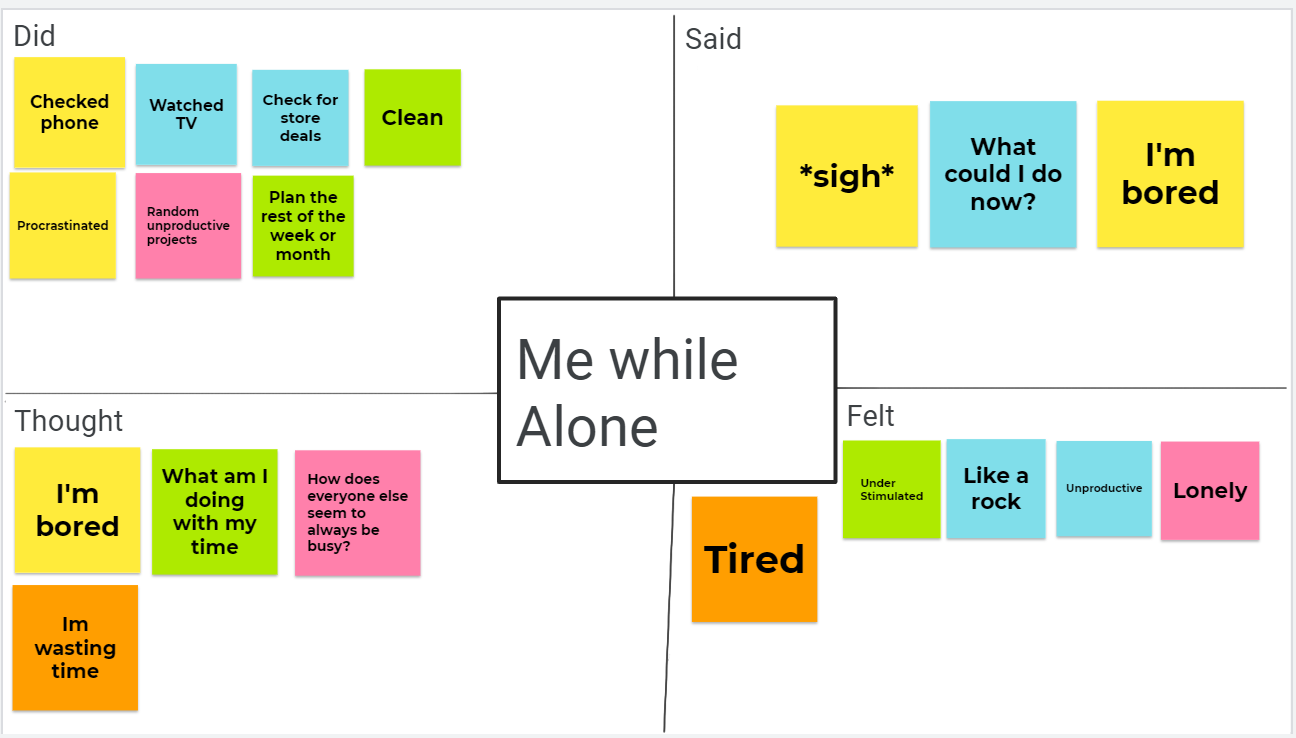 Did
Checked
phone
Watched
TV
Check for
store
deals
Clean
Procrastinated
Random
unproductive
projects
Plan the
rest of the
week or
month
Said
*sigh*
What
could I do
now?
I'm
bored
Me while
Alone
Thought
I'm
bored
What am I
doing
with my
time
How does
everyone else
seem to
always be
busy?
Im
wasting
time
Felt
Under
Stimulated
Like a
rock
Unproductive
Lonely
Tired